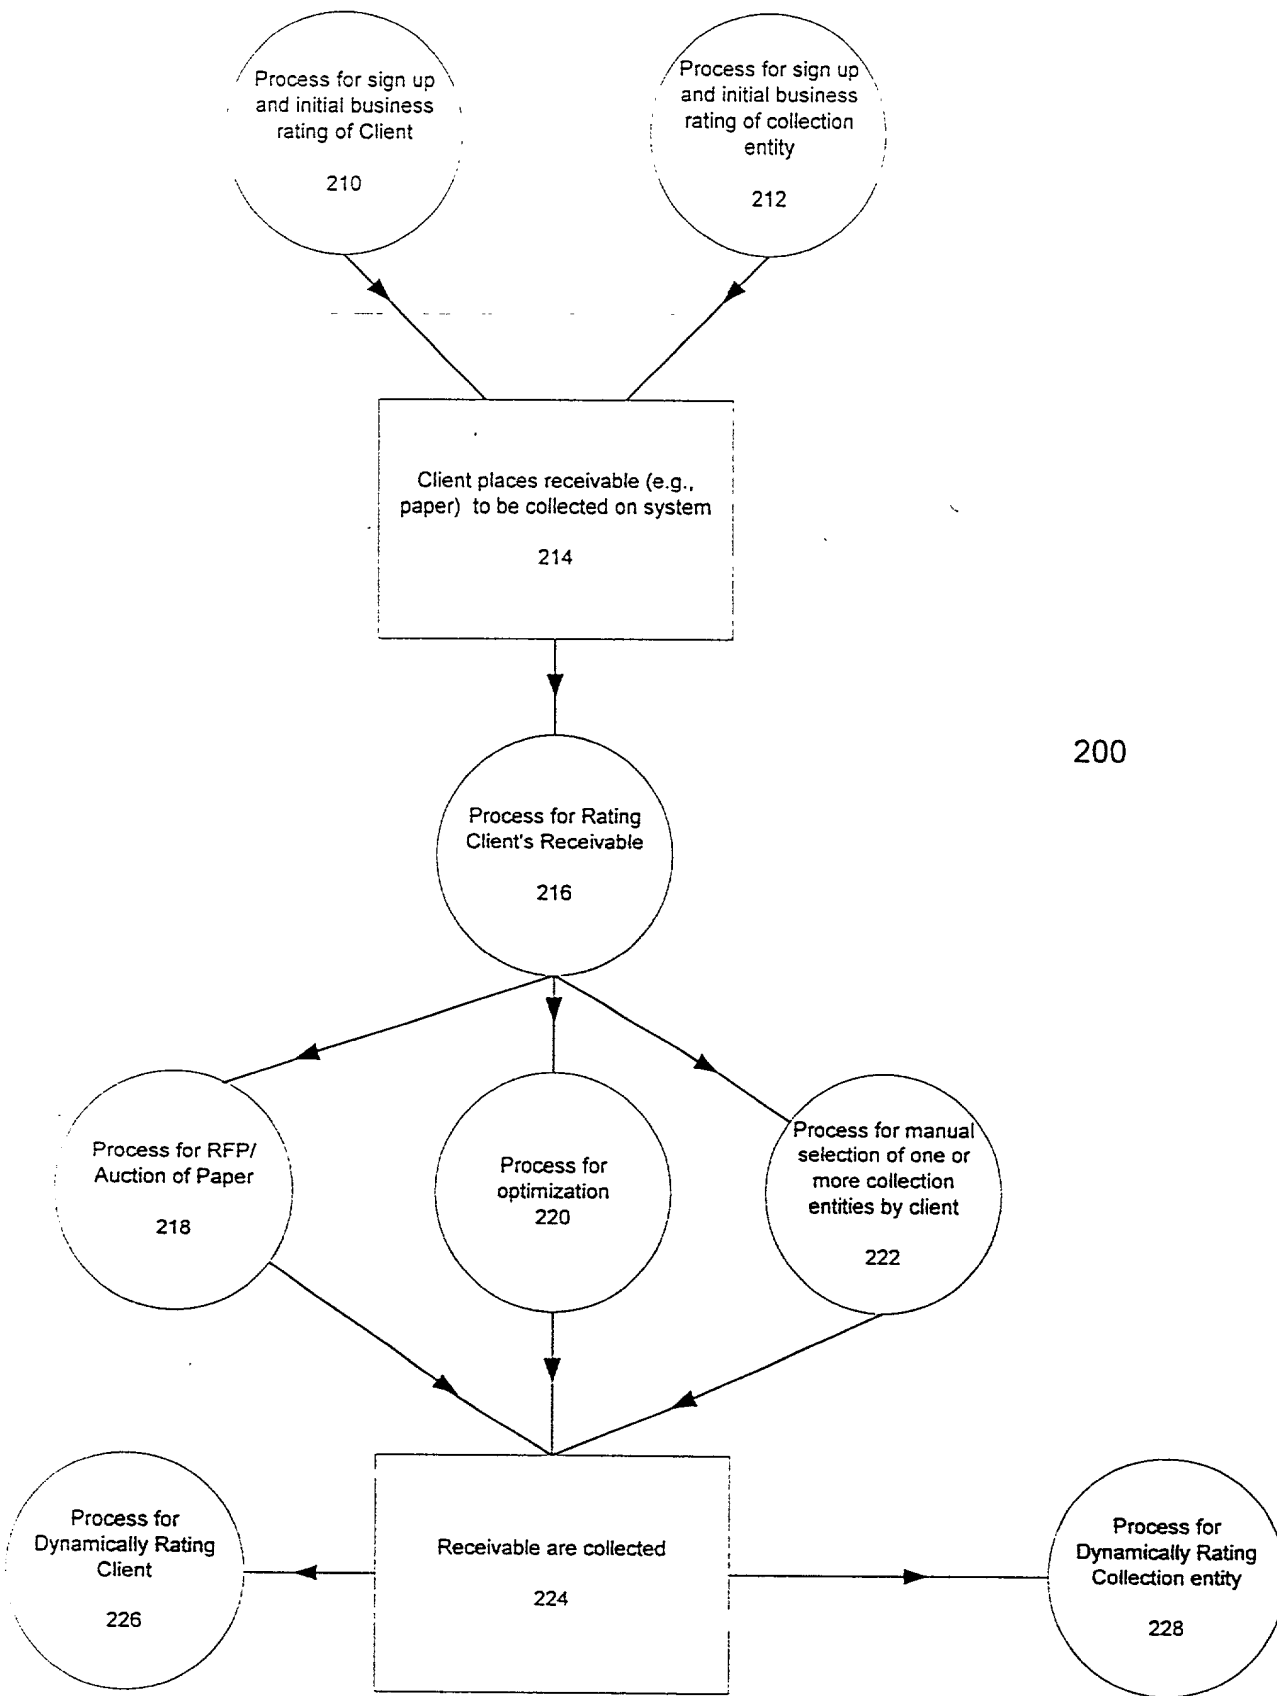 Process for sign up
and initial business
rating of Client
210
Process for sign up
and initial business
rating of collection
entity
212
Client places receivable (e.g.,
paper) to be collected on system
214
200
Process for Rating
Client's Receivable
216
Process for RFP/
Auction of Paper
218
Process for
optimization
220
Process for manual
selection of one or
more collection
entities by client
222
Process for
Dynamically Rating
Client
226
Receivable are collected
224
Process for
Dynamically Rating
Collection entity
228